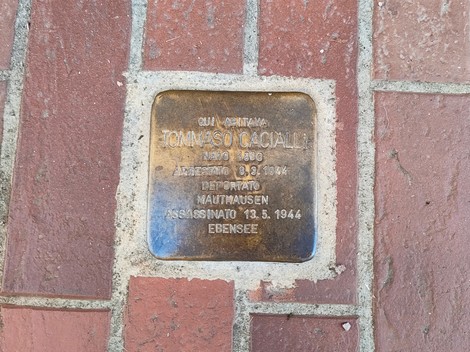 QUI ABITAVA
TOMMASO CACIALLI
NATO
ARRESTATO 8.3.1944
DEPORTATO
MAUTHAUSEN
ASSASSINATO 13.5.1944
EBENSEE